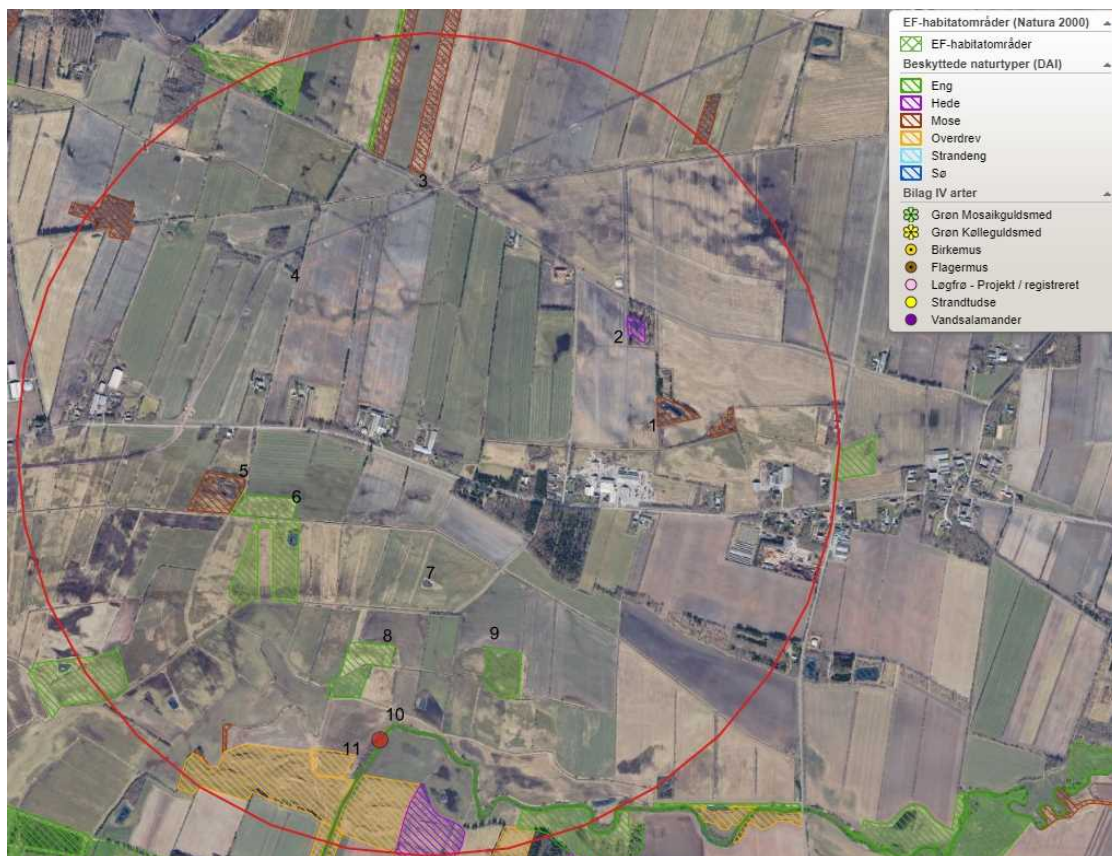 EF-habitatområder (Natura 2000)
EF-habitatområder
Beskyttede naturtyper (DAI)
Eng
Hede
Mose
Overdrev
Strandeng
Sø
Bilag IV arter
Grøn Mosaikguldsmed
Grøn Kølleguldsmed
Birkemus
Flagermus
Løgfrø - Projekt / registreret
Strandtudse
Vandsalamander
3
4
2
1
5
6
7
8
9
10
11